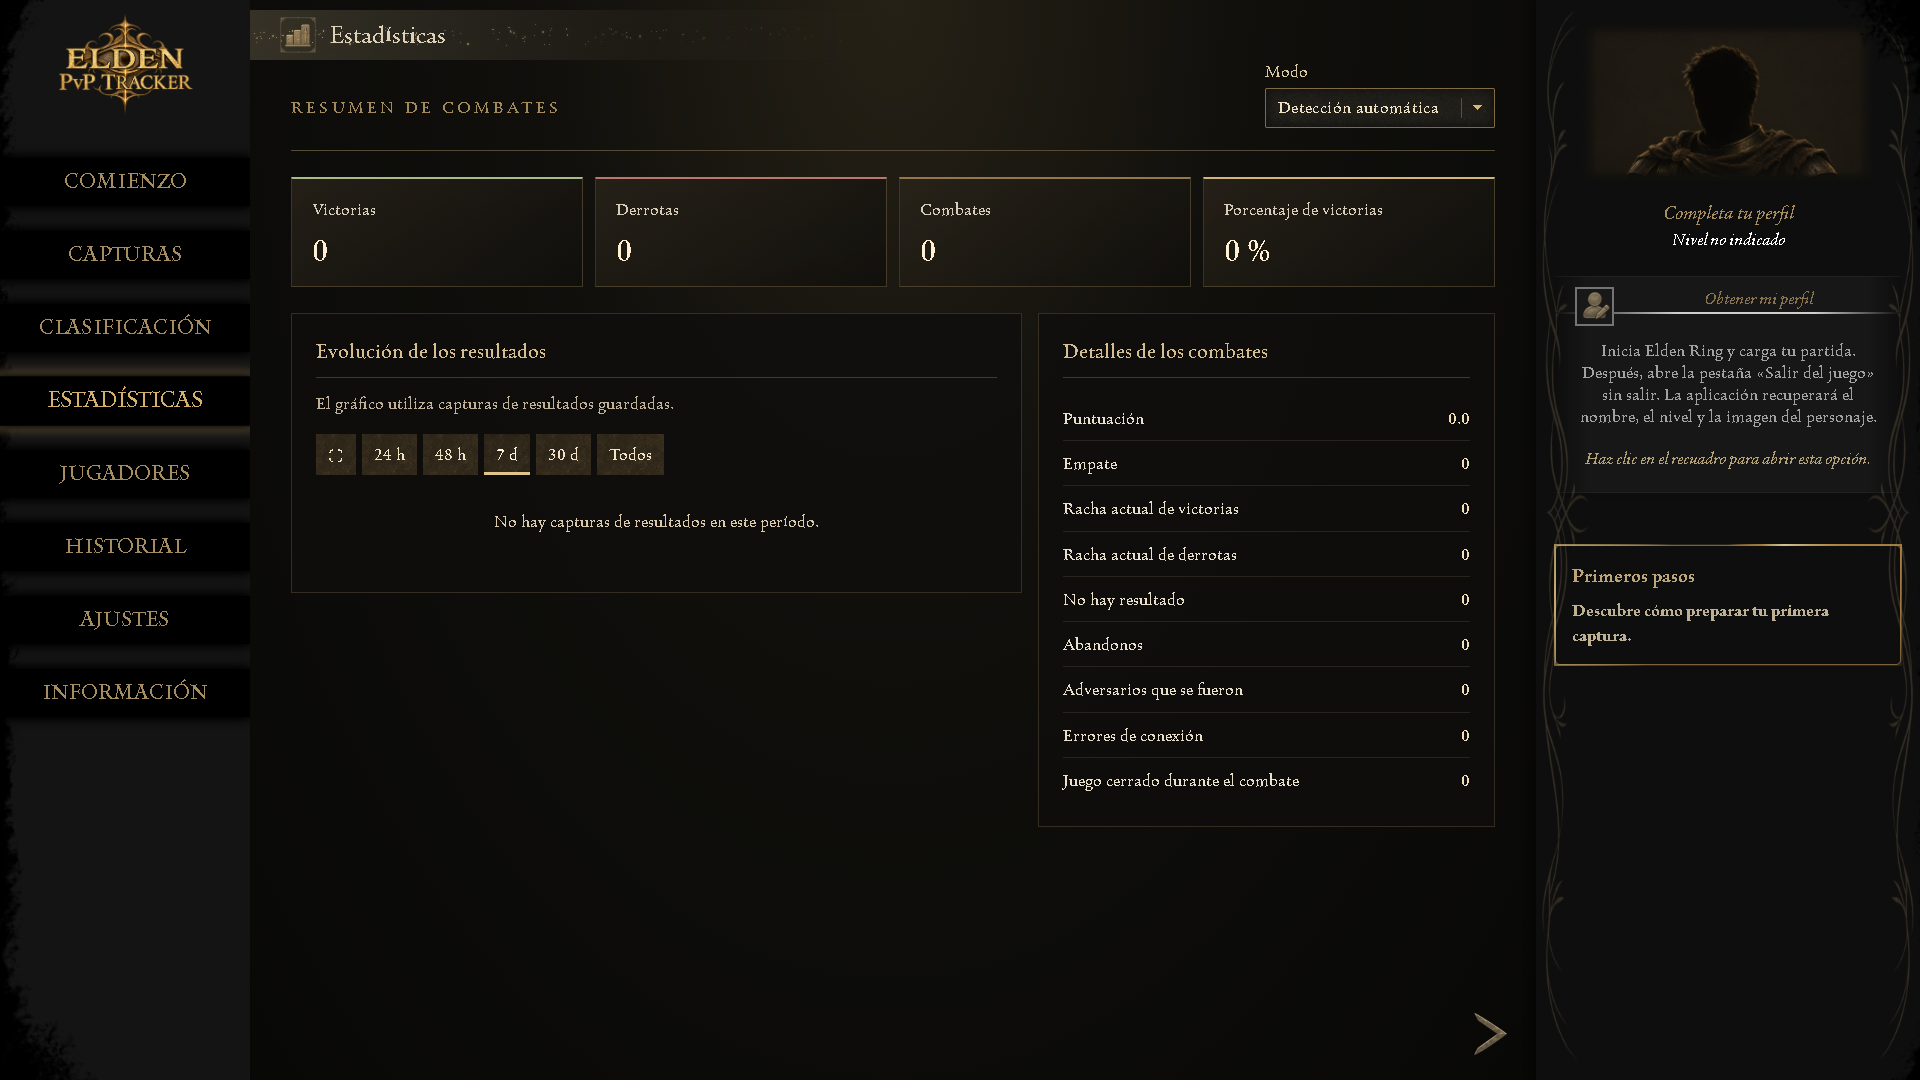 ELDEN
PvP TRACKER
COMIENZO
CAPTURAS
CLASIFICACIÓN
ESTADÍSTICAS
JUGADORES
HISTORIAL
AJUSTES
INFORMACIÓN
Estadísticas
RESUMEN DE COMBATES
Modo
Detección automática
Victorias
0
Derrotas
0
Combates
0
Porcentaje de victorias
0 %
Evolución de los resultados
El gráfico utiliza capturas de resultados guardadas.
24 h 48 h 7 d 30 d Todos
No hay capturas de resultados en este período.
Detalles de los combates
Puntuación 0.0
Empate 0
Racha actual de victorias 0
Racha actual de derrotas 0
No hay resultado 0
Abandonos 0
Adversarios que se fueron 0
Errores de conexión 0
Juego cerrado durante el combate 0
Completa tu perfil
Nivel no indicado
Obtener mi perfil
Inicia Elden Ring y carga tu partida.
Después, abre la pestaña «Salir del juego»
sin salir. La aplicación recuperará el
nombre, el nivel y la imagen del personaje.
Haz clic en el recuadro para abrir esta opción.
Primeros pasos
Descubre cómo preparar tu primera
captura.